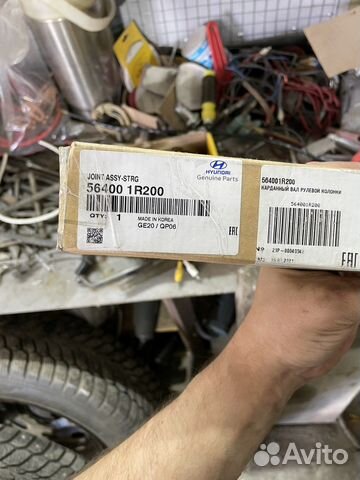 JOINT ASSY-STRG
56400 1R200
QTY: 1
MADE IN KOREA
GE20 / QP06
HYUNDAI
Genuine Parts
EAC
564001R200
КАРДАННЫЙ ВАЛ РУЛЕВОЙ КОЛОНКИ
564001R200
EAC
Avito